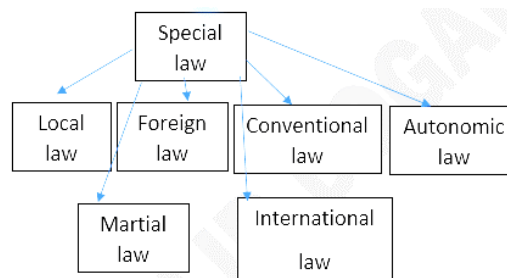 Special
law
Local
law
Foreign
law
Conventional
law
Autonomic
law
Martial
law
International
law